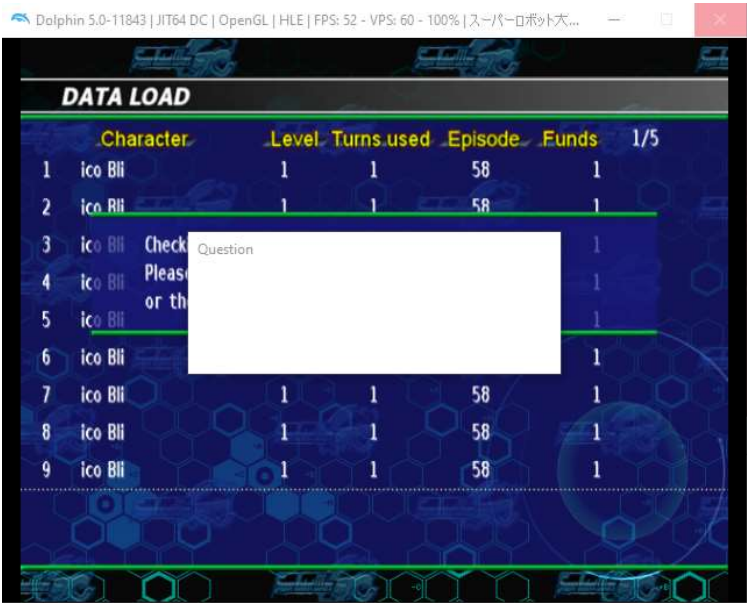 Dolphin 5.0-11843 | JIT64 DC | OpenGL | HLE | FPS: 52 - VPS: 60 - 100% | スーパーロボット大...
DATA LOAD
Character Level Turns used Episode Funds 1/5
1 ico Bli 1 1 58 1
2 ico Bli 1 1 58 1
3 ico Bli 1
4 ico Bli 1
5 ico Bli 1
Check
Pleas
or th
Question
6 ico Bli 1
7 ico Bli 1 1 58 1
8 ico Bli 1 1 58 1
9 ico Bli 1 1 58 1